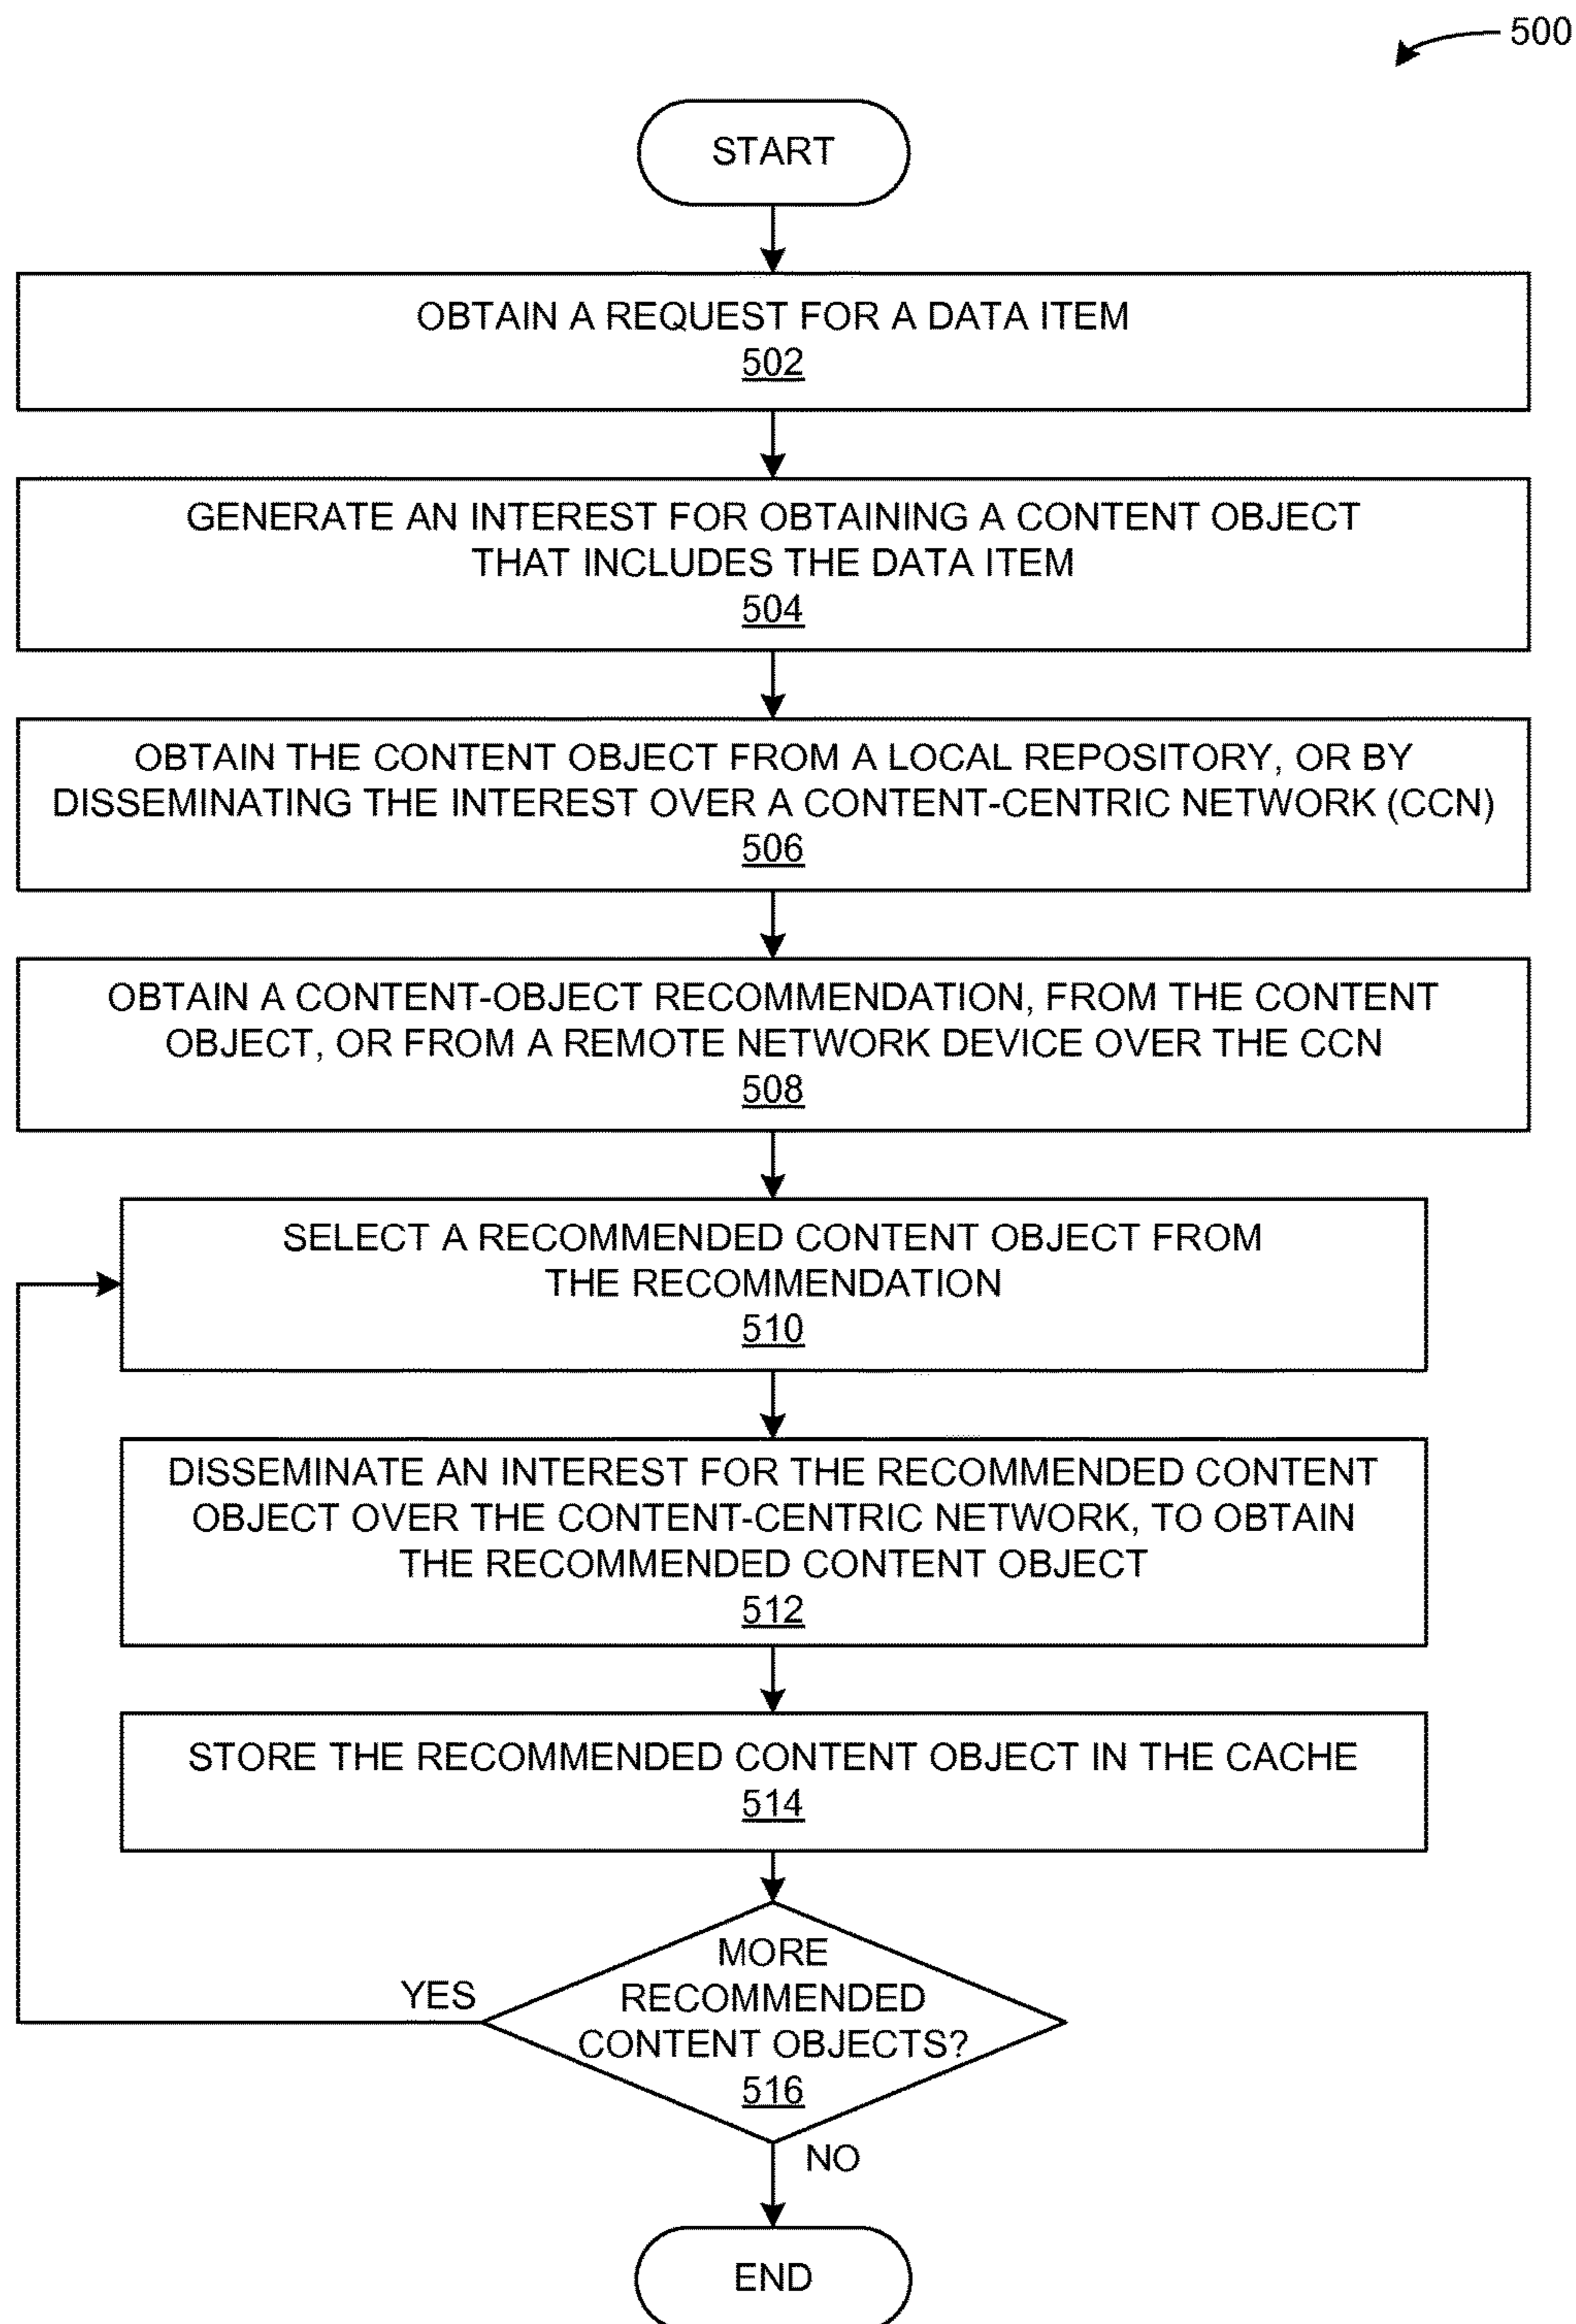 500
START
OBTAIN A REQUEST FOR A DATA ITEM
502
GENERATE AN INTEREST FOR OBTAINING A CONTENT OBJECT
THAT INCLUDES THE DATA ITEM
504
OBTAIN THE CONTENT OBJECT FROM A LOCAL REPOSITORY, OR BY
DISSEMINATING THE INTEREST OVER A CONTENT-CENTRIC NETWORK (CCN)
506
OBTAIN A CONTENT-OBJECT RECOMMENDATION, FROM THE CONTENT
OBJECT, OR FROM A REMOTE NETWORK DEVICE OVER THE CCN
508
SELECT A RECOMMENDED CONTENT OBJECT FROM
THE RECOMMENDATION
510
DISSEMINATE AN INTEREST FOR THE RECOMMENDED CONTENT
OBJECT OVER THE CONTENT-CENTRIC NETWORK, TO OBTAIN
THE RECOMMENDED CONTENT OBJECT
512
STORE THE RECOMMENDED CONTENT OBJECT IN THE CACHE
514
MORE
RECOMMENDED
CONTENT OBJECTS?
516
YES
NO
END